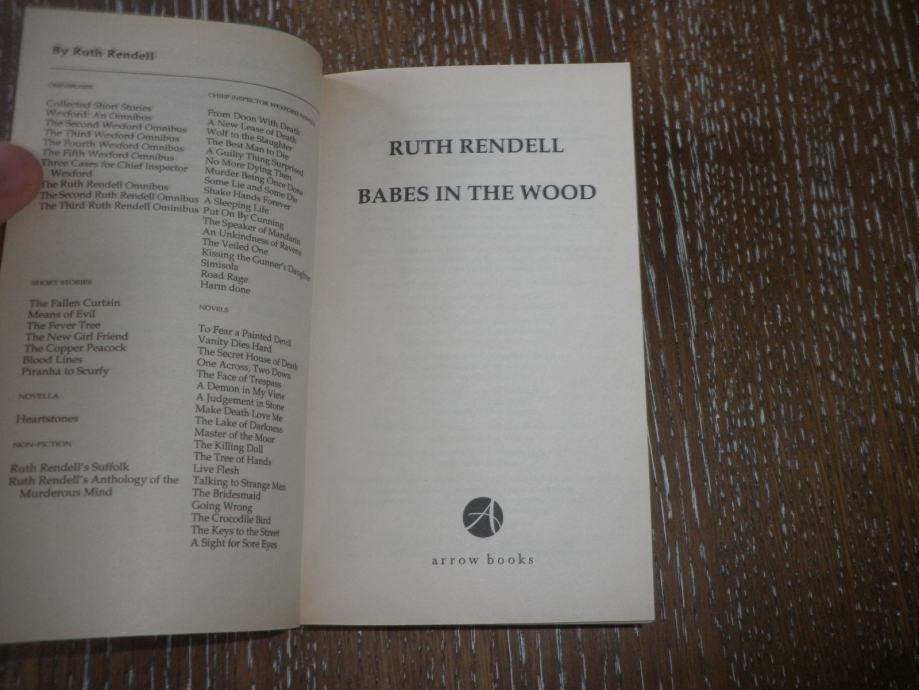 By Ruth Rendell
OMNIBUSES
Collected Short Stories
Wexford: An Omnibus
The Second Wexford Omnibus
The Third Wexford Omnibus
The Fourth Wexford Omnibus
The Fifth Wexford Omnibus
Three Cases for Chief Inspector
Wexford
The Ruth Rendell Omnibus
The Second Ruth Rendell Omnibus
The Third Ruth Rendell Ominibus
SHORT STORIES
The Fallen Curtain
Means of Evil
The Fever Tree
The New Girl Friend
The Copper Peacock
Blood Lines
Piranha to Scurfy
NOVELLA
Heartstones
NON-FICTION
Ruth Rendell's Suffolk
Ruth Rendell's Anthology of the
Murderous Mind
CHIEF INSPECTOR WEXFORD NOVELS
From Doon With Death
A New Lease of Death
Wolf to the Slaughter
The Best Man to Die
A Guilty Thing Surprised
No More Dying Then
Murder Being Once Done
Some Lie and Some Die
Shake Hands Forever
A Sleeping Life
Put On By Cunning
The Speaker of Mandarin
An Unkindness of Ravens
The Veiled One
Kissing the Gunner's Daughter
Simisola
Road Rage
Harm done
NOVELS
To Fear a Painted Devil
Vanity Dies Hard
The Secret House of Death
One Across, Two Down
The Face of Trespass
A Demon in My View
A Judgement in Stone
Make Death Love Me
The Lake of Darkness
Master of the Moor
The Killing Doll
The Tree of Hands
Live Flesh
Talking to Strange Men
The Bridesmaid
Going Wrong
The Crocodile Bird
The Keys to the Street
A Sight for Sore Eyes
RUTH RENDELL
BABES IN THE WOOD
A
arrow books